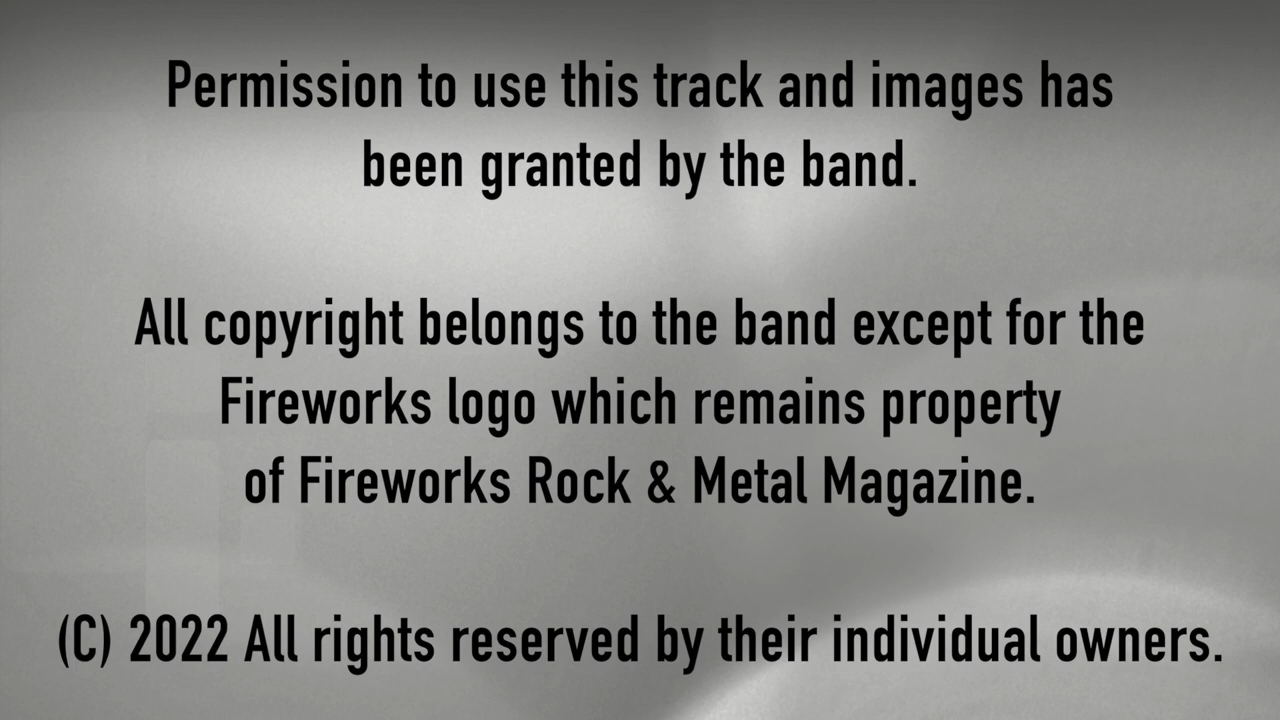 Permission to use this track and images has
been granted by the band.
All copyright belongs to the band except for the
Fireworks logo which remains property
of Fireworks Rock & Metal Magazine.
(C) 2022 All rights reserved by their individual owners.